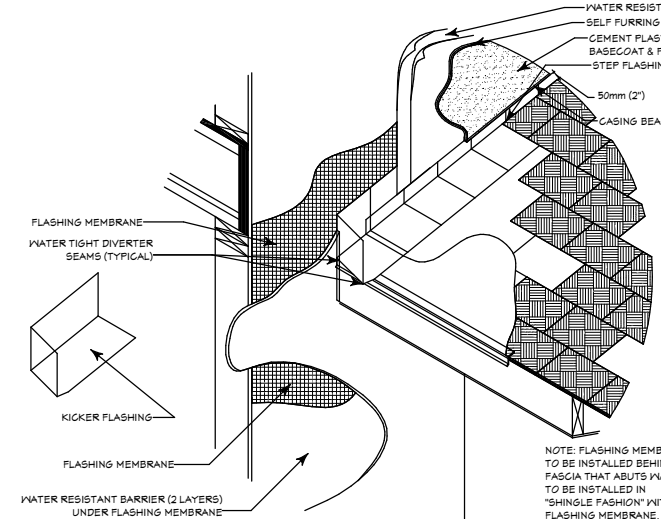 WATER RESIST
SELF FURRING
CEMENT PLAS
BASECOAT & F
STEP FLASHIN
50mm (2")
CASING BEA
FLASHING MEMBRANE
WATER TIGHT DIVERTER
SEAMS (TYPICAL)
KICKER FLASHING
FLASHING MEMBRANE
WATER RESISTANT BARRIER (2 LAYERS)
UNDER FLASHING MEMBRANE
NOTE: FLASHING MEMB
TO BE INSTALLED BEHI
FASCIA THAT ABUTS WA
TO BE INSTALLED IN
"SHINGLE FASHION" WIT
FLASHING MEMBRANE.